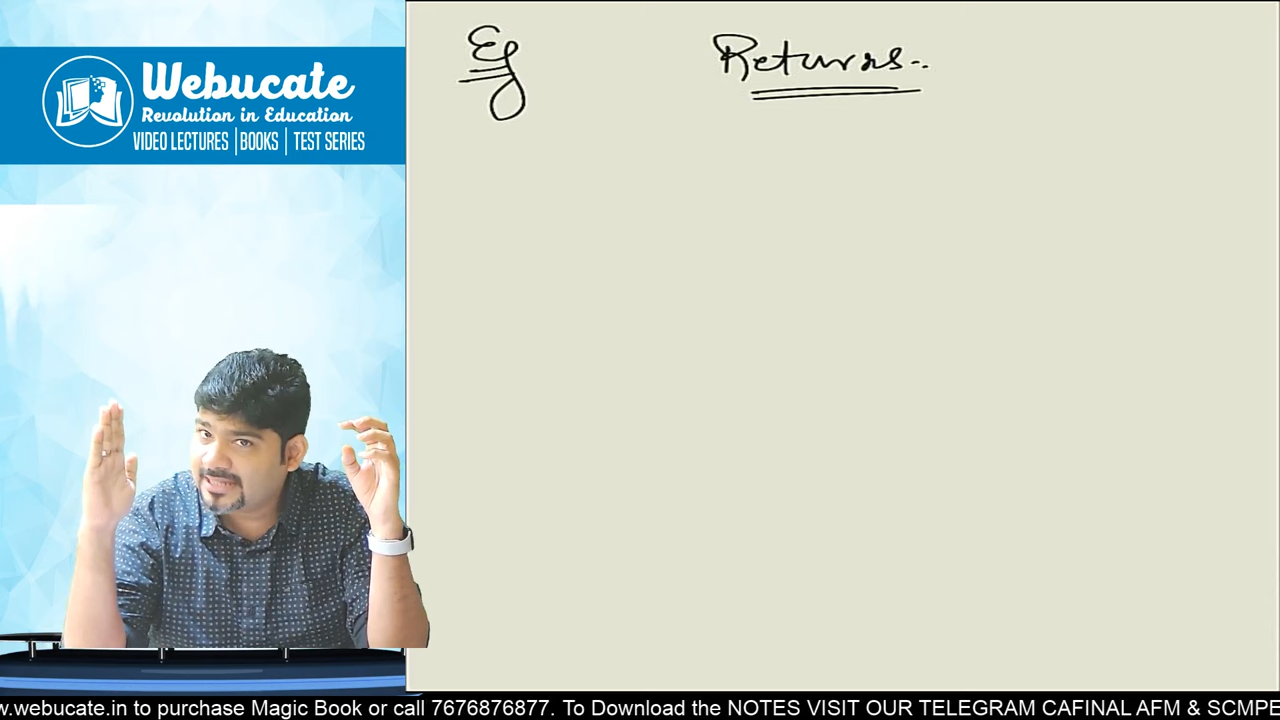 Webucate
Revolution in Education
VIDEO LECTURES | BOOKS | TEST SERIES
Eg Returns..
w.webucate.in to purchase Magic Book or call 7676876877. To Download the NOTES VISIT OUR TELEGRAM CAFINAL AFM & SCMPE